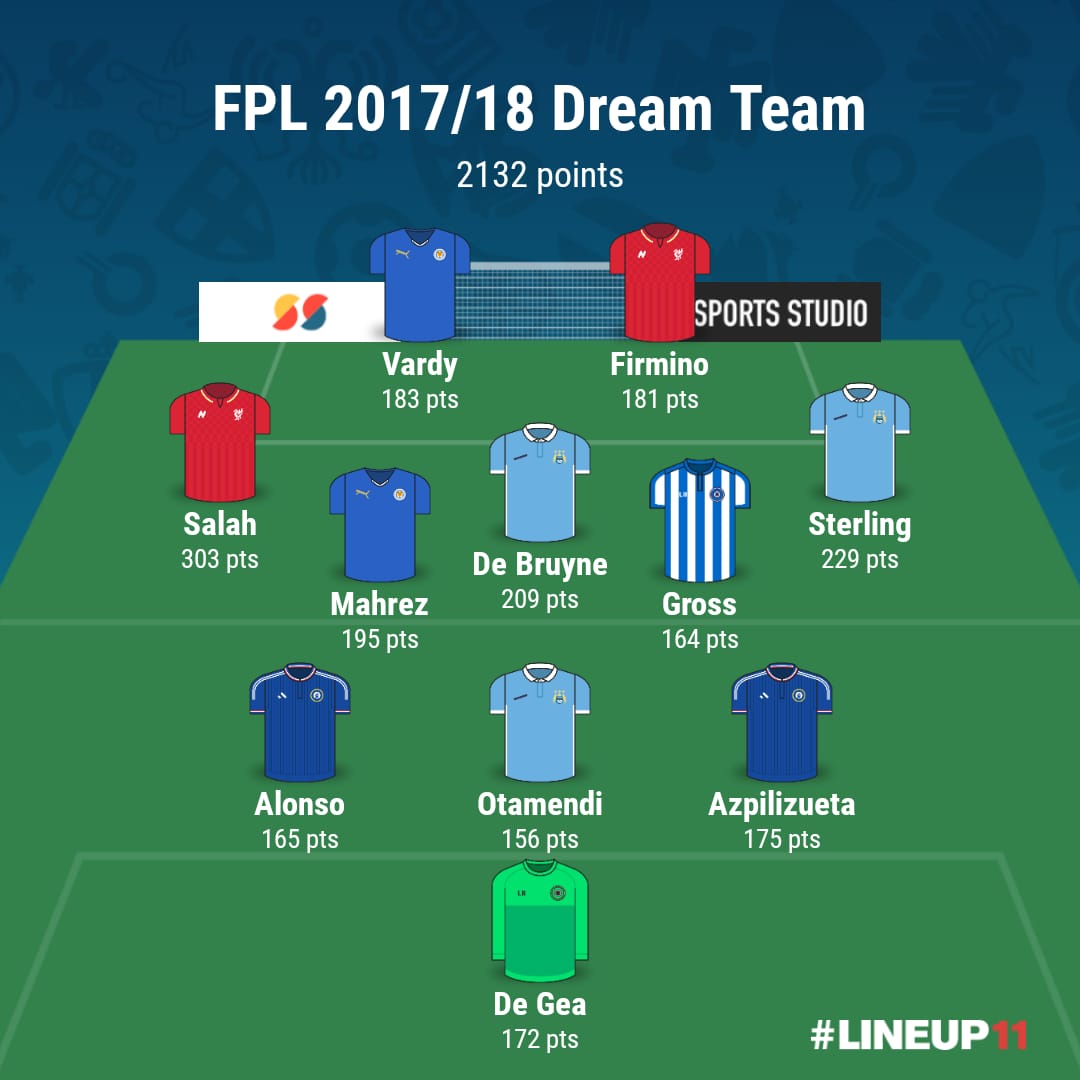 FPL 2017/18 Dream Team
2132 points
SPORTS STUDIO
Vardy
183 pts
Firmino
181 pts
Salah
303 pts
Sterling
229 pts
De Bruyne
209 pts
Mahrez
195 pts
Gross
164 pts
Alonso
165 pts
Otamendi
156 pts
Azpilizueta
175 pts
LR
De Gea
172 pts
#LINEUP11